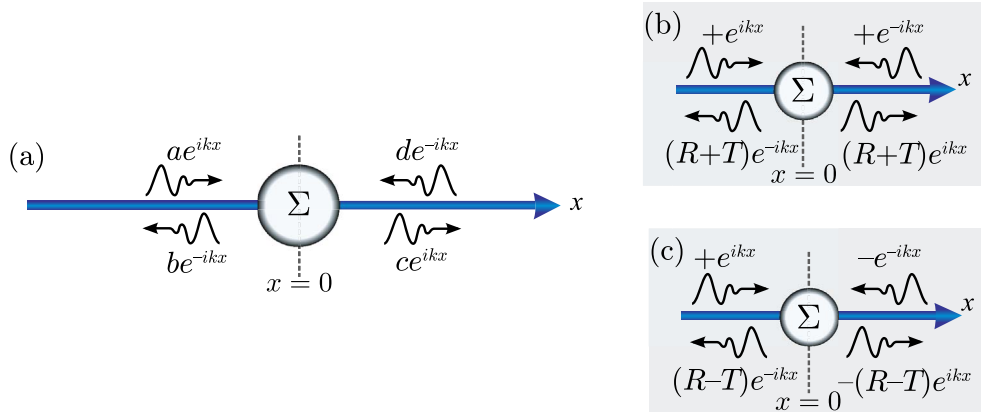 (a)
ae^{ikx}
de^{-ikx}
Σ
x
be^{-ikx}
ce^{ikx}
x = 0
(b)
+e^{ikx}
+e^{-ikx}
Σ
x
(R+T)e^{-ikx}
(R+T)e^{ikx}
x = 0
(c)
+e^{ikx}
–e^{-ikx}
Σ
x
(R–T)e^{-ikx}
–(R–T)e^{ikx}
x = 0